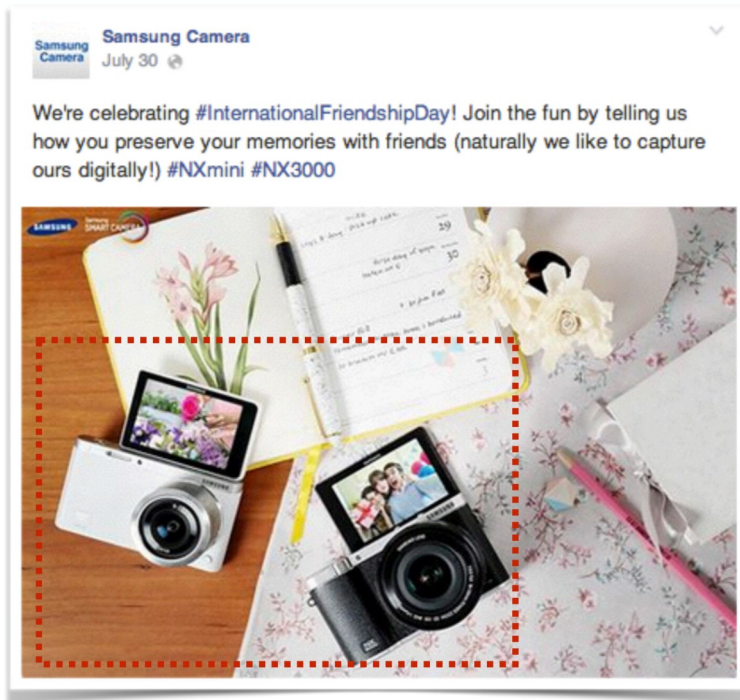 Samsung
Camera
Samsung Camera
July 30
We're celebrating #InternationalFriendshipDay! Join the fun by telling us
how you preserve your memories with friends (naturally we like to capture
ours digitally!) #NXmini #NX3000
SAMSUNG
Samsung
SMART CAMERA
29
30
SAMSUNG
SAMSUNG